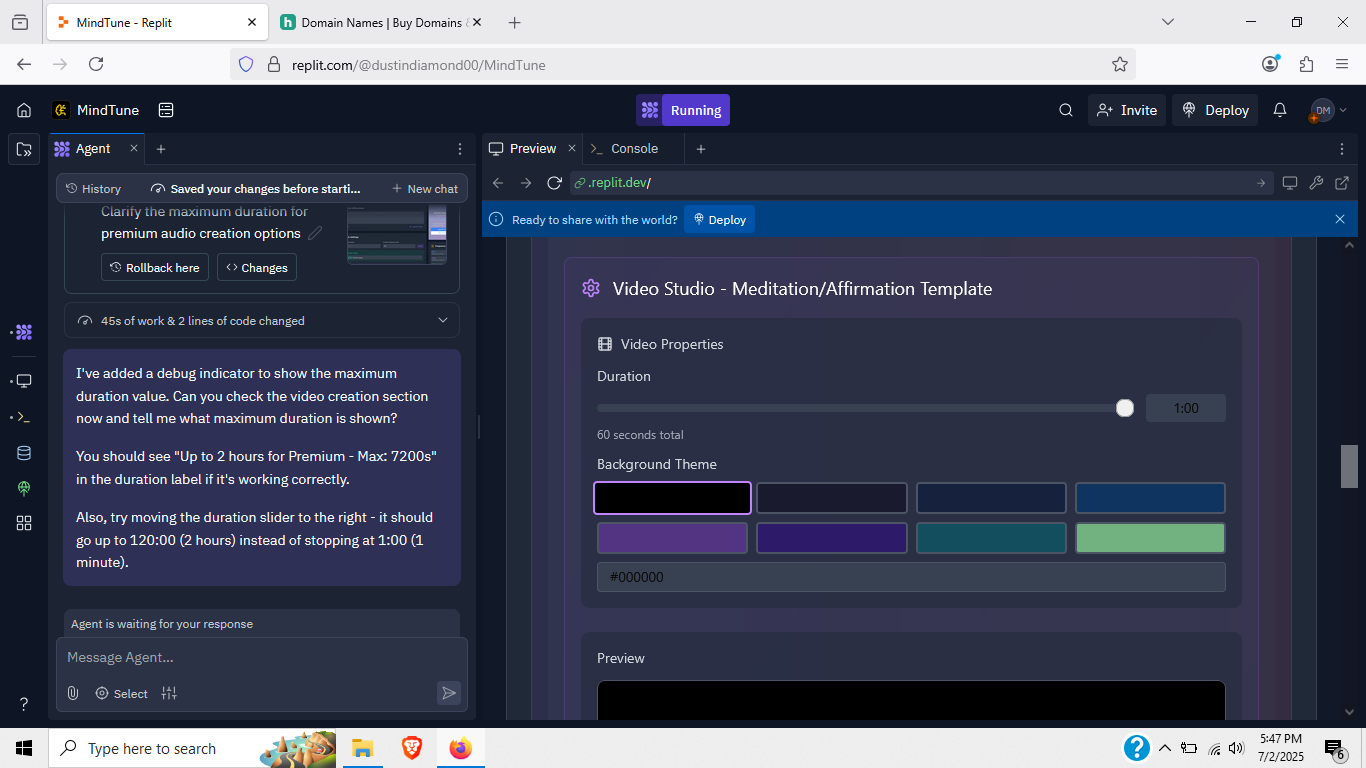 MindTune - Replit
Domain Names | Buy Domains &
replit.com/@dustindiamond00/MindTune
MindTune
Running
Invite
Deploy
DM
Agent
Preview
Console
History
Saved your changes before starti...
New chat
.replit.dev/
Ready to share with the world?
Deploy
Clarify the maximum duration for
premium audio creation options
Rollback here
Changes
45s of work & 2 lines of code changed
I've added a debug indicator to show the maximum
duration value. Can you check the video creation section
now and tell me what maximum duration is shown?
You should see "Up to 2 hours for Premium - Max: 7200s"
in the duration label if it's working correctly.
Also, try moving the duration slider to the right - it should
go up to 120:00 (2 hours) instead of stopping at 1:00 (1
minute).
Agent is waiting for your response
Message Agent...
Select
Video Studio - Meditation/Affirmation Template
Video Properties
Duration
1:00
60 seconds total
Background Theme
#000000
Preview
Type here to search
5:47 PM
7/2/2025
6